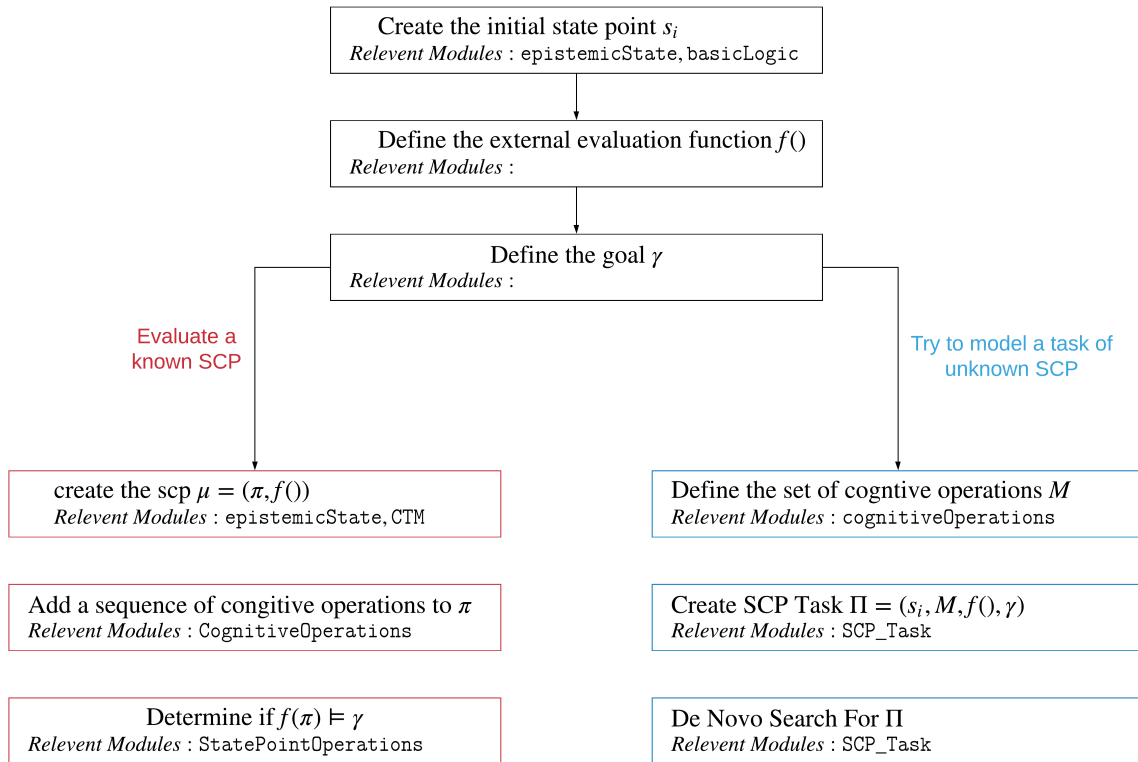 Create the initial state point sᵢ
Relevent Modules : epistemicState, basicLogic
Define the external evaluation function f()
Relevent Modules :
Define the goal γ
Relevent Modules :
Evaluate a
known SCP
Try to model a task of
unknown SCP
create the scp μ = (π, f())
Relevent Modules : epistemicState, CTM
Add a sequence of congitive operations to π
Relevent Modules : CognitiveOperations
Determine if f(π) ⊨ γ
Relevent Modules : StatePointOperations
Define the set of cogntive operations M
Relevent Modules : cognitiveOperations
Create SCP Task Π = (sᵢ, M, f(), γ)
Relevent Modules : SCP_Task
De Novo Search For Π
Relevent Modules : SCP_Task